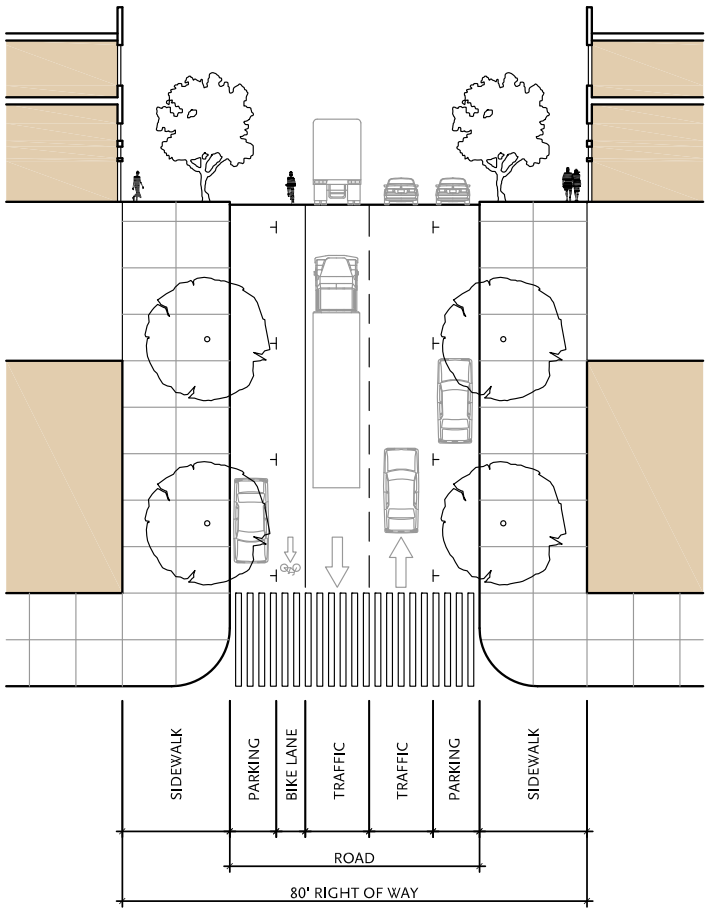 SIDEWALK
PARKING
BIKE LANE
TRAFFIC
TRAFFIC
PARKING
SIDEWALK
ROAD
80' RIGHT OF WAY